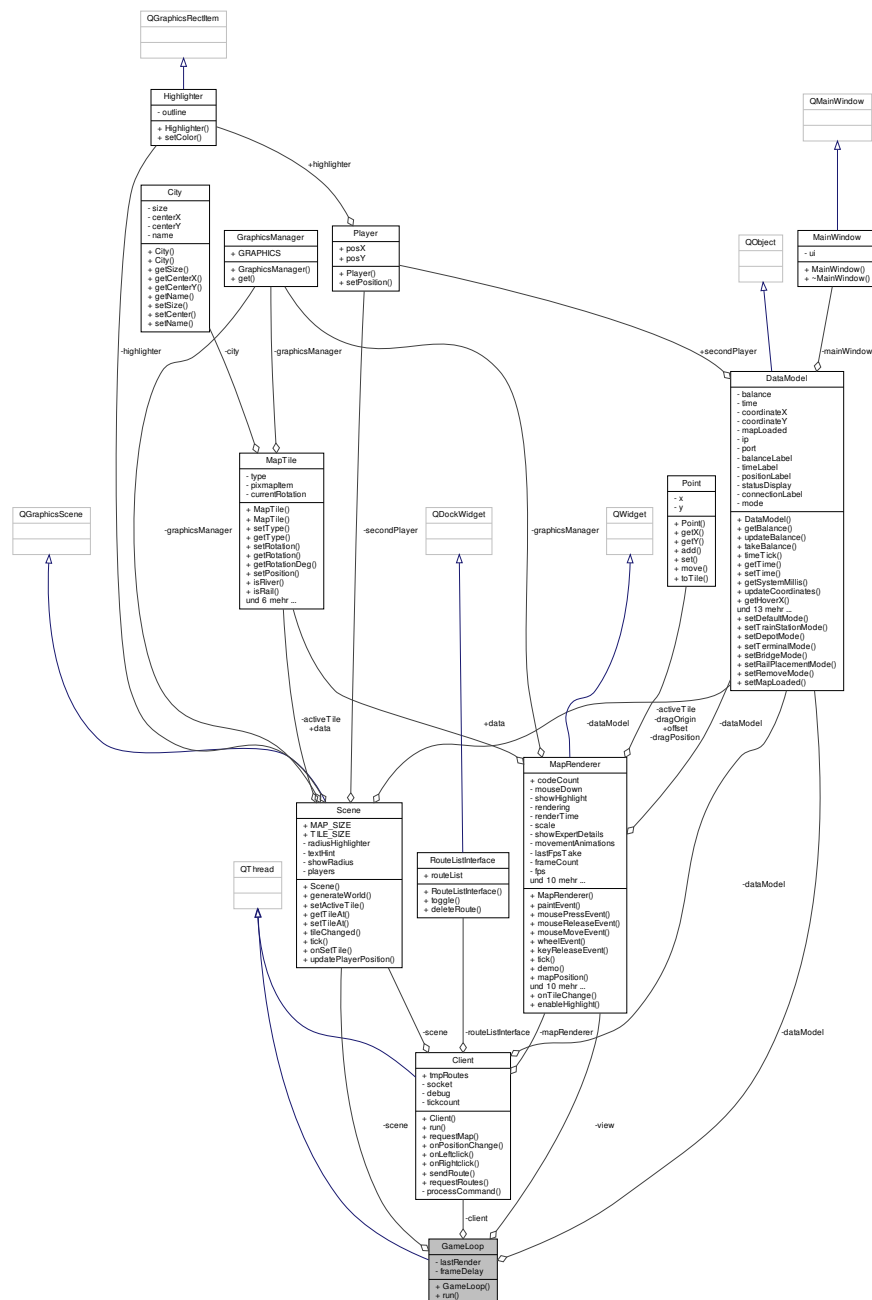 QGraphicsRectItem
Highlighter
- outline
+ Highlighter()
+ setColor()
QMainWindow
+highlighter
City
- size
- centerX
- centerY
- name
+ City()
+ City()
+ getSize()
+ getCenterX()
+ getCenterY()
+ getName()
+ setSize()
+ setCenter()
+ setName()
GraphicsManager
+ GRAPHICS
+ GraphicsManager()
+ get()
Player
+ posX
+ posY
+ Player()
+ setPosition()
QObject
MainWindow
- ui
+ MainWindow()
+ ~MainWindow()
-highlighter
-city
-graphicsManager
+secondPlayer
-mainWindow
DataModel
- balance
- time
- coordinateX
- coordinateY
- mapLoaded
- ip
- port
- balanceLabel
- timeLabel
- positionLabel
- statusDisplay
- connectionLabel
- mode
+ DataModel()
+ getBalance()
+ updateBalance()
+ takeBalance()
+ timeTick()
+ getTime()
+ setTime()
+ getSystemMillis()
+ updateCoordinates()
+ getHoverX()
und 13 mehr ...
+ setDefaultMode()
+ setTrainStationMode()
+ setDepotMode()
+ setTerminalMode()
+ setBridgeMode()
+ setRailPlacementMode()
+ setRemoveMode()
+ setMapLoaded()
MapTile
- type
- pixmapItem
- currentRotation
+ MapTile()
+ MapTile()
+ setType()
+ getType()
+ setRotation()
+ getRotation()
+ getRotationDeg()
+ setPosition()
+ isRiver()
+ isRail()
und 6 mehr ...
Point
- x
- y
+ Point()
+ getX()
+ getY()
+ add()
+ set()
+ move()
+ toTile()
QGraphicsScene
-graphicsManager
-secondPlayer
QDockWidget
-graphicsManager
QWidget
-activeTile
+data
+data
-dataModel
-activeTile
-dragOrigin
+offset
-dragPosition
-dataModel
MapRenderer
+ codeCount
- mouseDown
- showHighlight
- rendering
- renderTime
- scale
- showExpertDetails
- movementAnimations
- lastFpsTake
- frameCount
- fps
und 10 mehr ...
+ MapRenderer()
+ paintEvent()
+ mousePressEvent()
+ mouseReleaseEvent()
+ mouseMoveEvent()
+ wheelEvent()
+ keyReleaseEvent()
+ tick()
+ demo()
+ mapPosition()
und 10 mehr ...
+ onTileChange()
+ enableHighlight()
Scene
+ MAP_SIZE
+ TILE_SIZE
- radiusHighlighter
- textHint
- showRadius
- players
+ Scene()
+ generateWorld()
+ setActiveTile()
+ getTileAt()
+ setTileAt()
+ tileChanged()
+ tick()
+ onSetTile()
+ updatePlayerPosition()
RouteListInterface
+ routeList
+ RouteListInterface()
+ toggle()
+ deleteRoute()
QThread
-dataModel
-scene
-routeListInterface
-mapRenderer
-dataModel
Client
+ tmpRoutes
- socket
- debug
- tickcount
+ Client()
+ run()
+ requestMap()
+ onPositionChange()
+ onLeftclick()
+ onRightclick()
+ sendRoute()
+ requestRoutes()
- processCommand()
-scene
-view
-client
GameLoop
- lastRender
- frameDelay
+ GameLoop()
+ run()